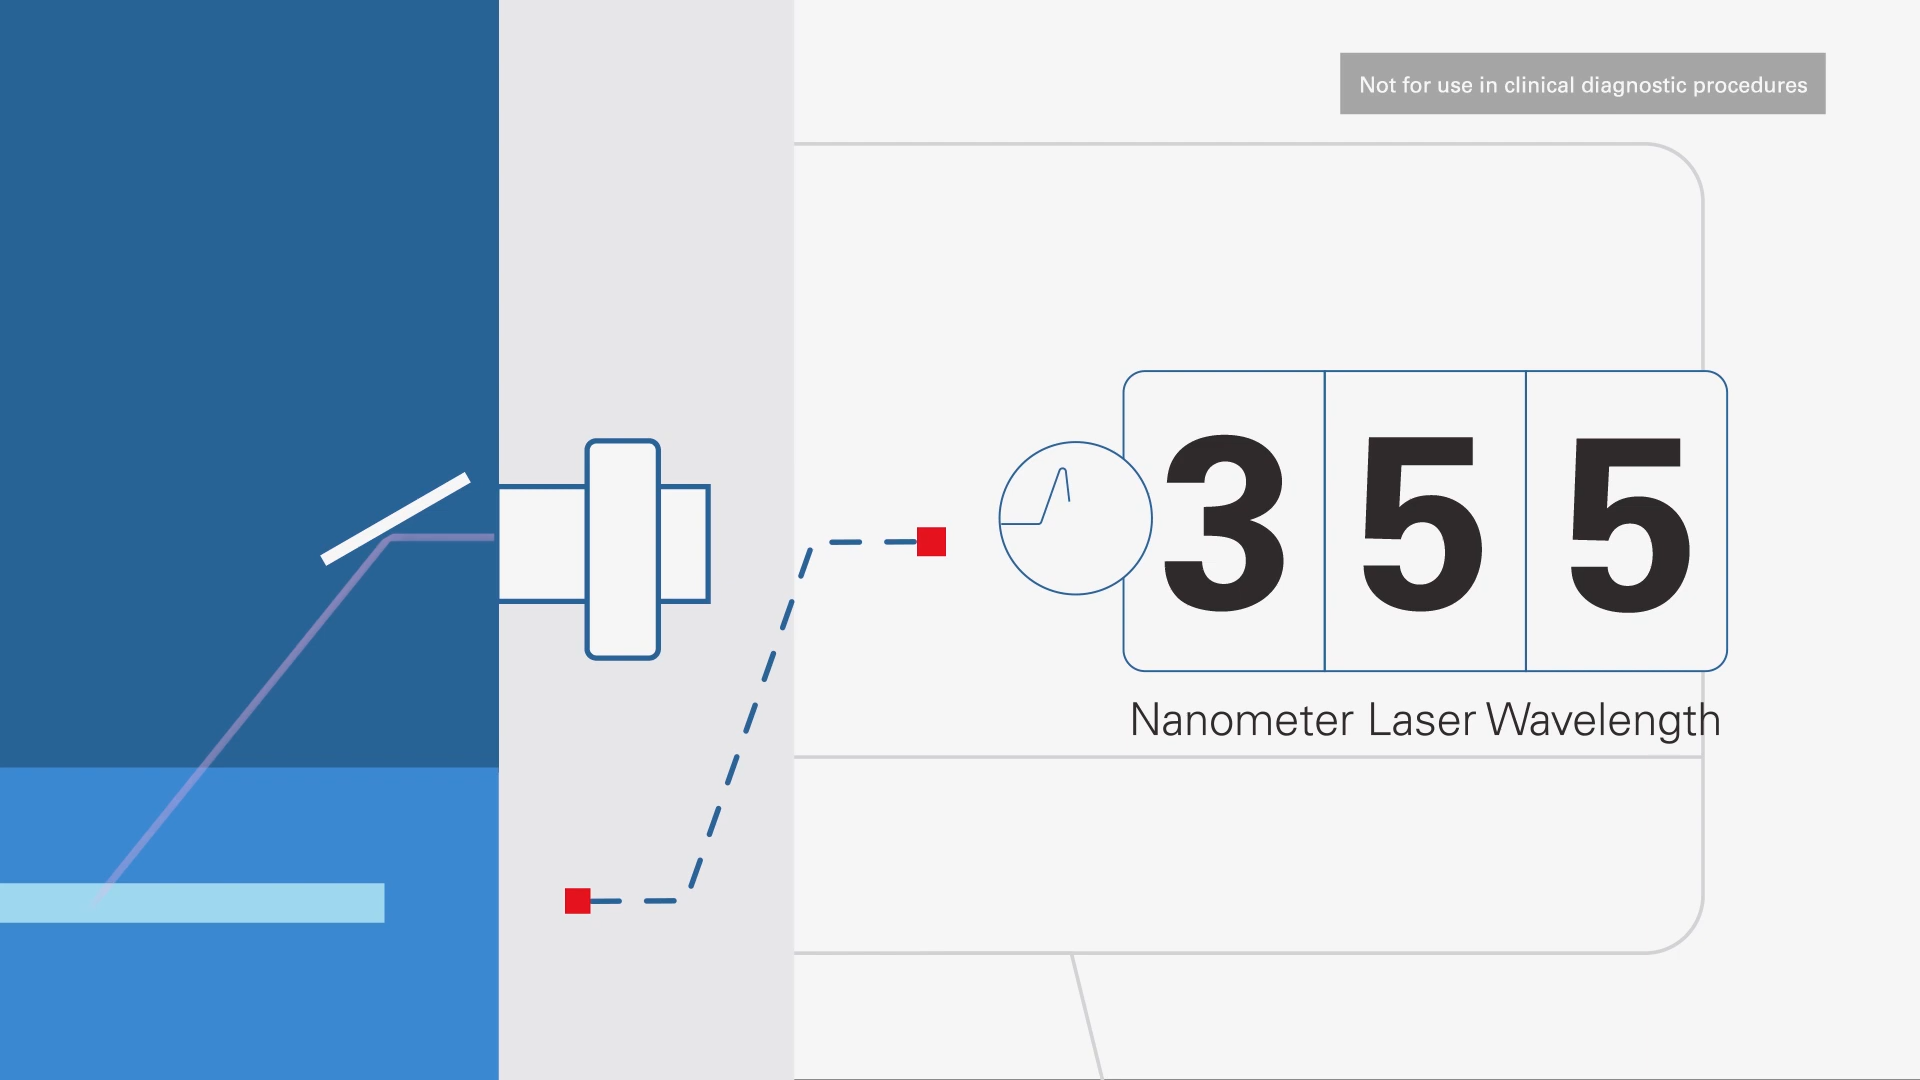 Not for use in clinical diagnostic procedures
355
Nanometer Laser Wavelength